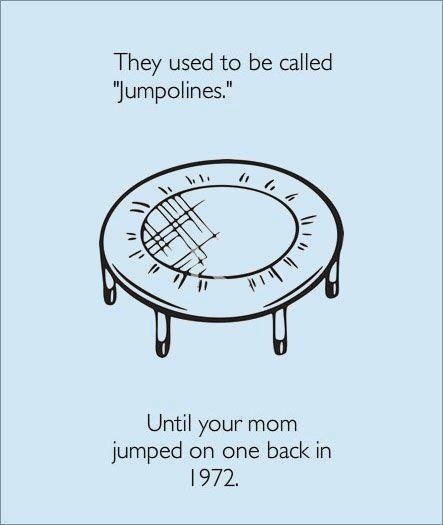 They used to be called
"Jumpolines."
Until your mom
jumped on one back in
1972.